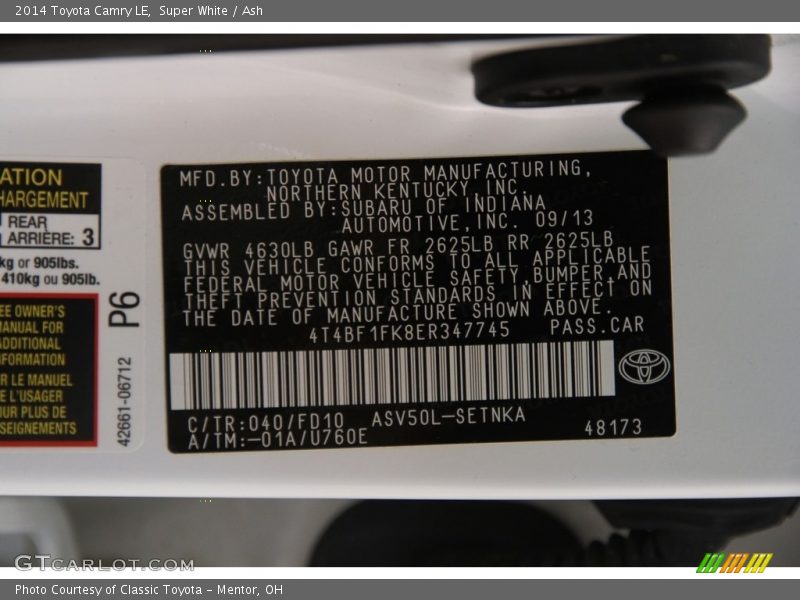 2014 Toyota Camry LE, Super White / Ash
ATION
HARGEMENT
REAR
ARRIÈRE: 3
kg or 905lbs.
410kg ou 905lb.
EE OWNER'S
MANUAL FOR
ADDITIONAL
FORMATION
R LE MANUEL
E L'USAGER
UR PLUS DE
SEIGNEMENTS
P6
42661-06712
MFD.BY:TOYOTA MOTOR MANUFACTURING,
NORTHERN KENTUCKY, INC.
ASSEMBLED BY:SUBARU OF INDIANA
AUTOMOTIVE,INC. 09/13
GVWR 4630LB GAWR FR 2625LB RR 2625LB
THIS VEHICLE CONFORMS TO ALL APPLICABLE
FEDERAL MOTOR VEHICLE SAFETY,BUMPER,AND
THEFT PREVENTION STANDARDS IN EFFECT ON
THE DATE OF MANUFACTURE SHOWN ABOVE.
4T4BF1FK8ER347745 PASS.CAR
C/TR:040/FD10 ASV50L-SETNKA
A/TM:-01A/U760E 48173
GTCARLOT.COM
Photo Courtesy of Classic Toyota - Mentor, OH